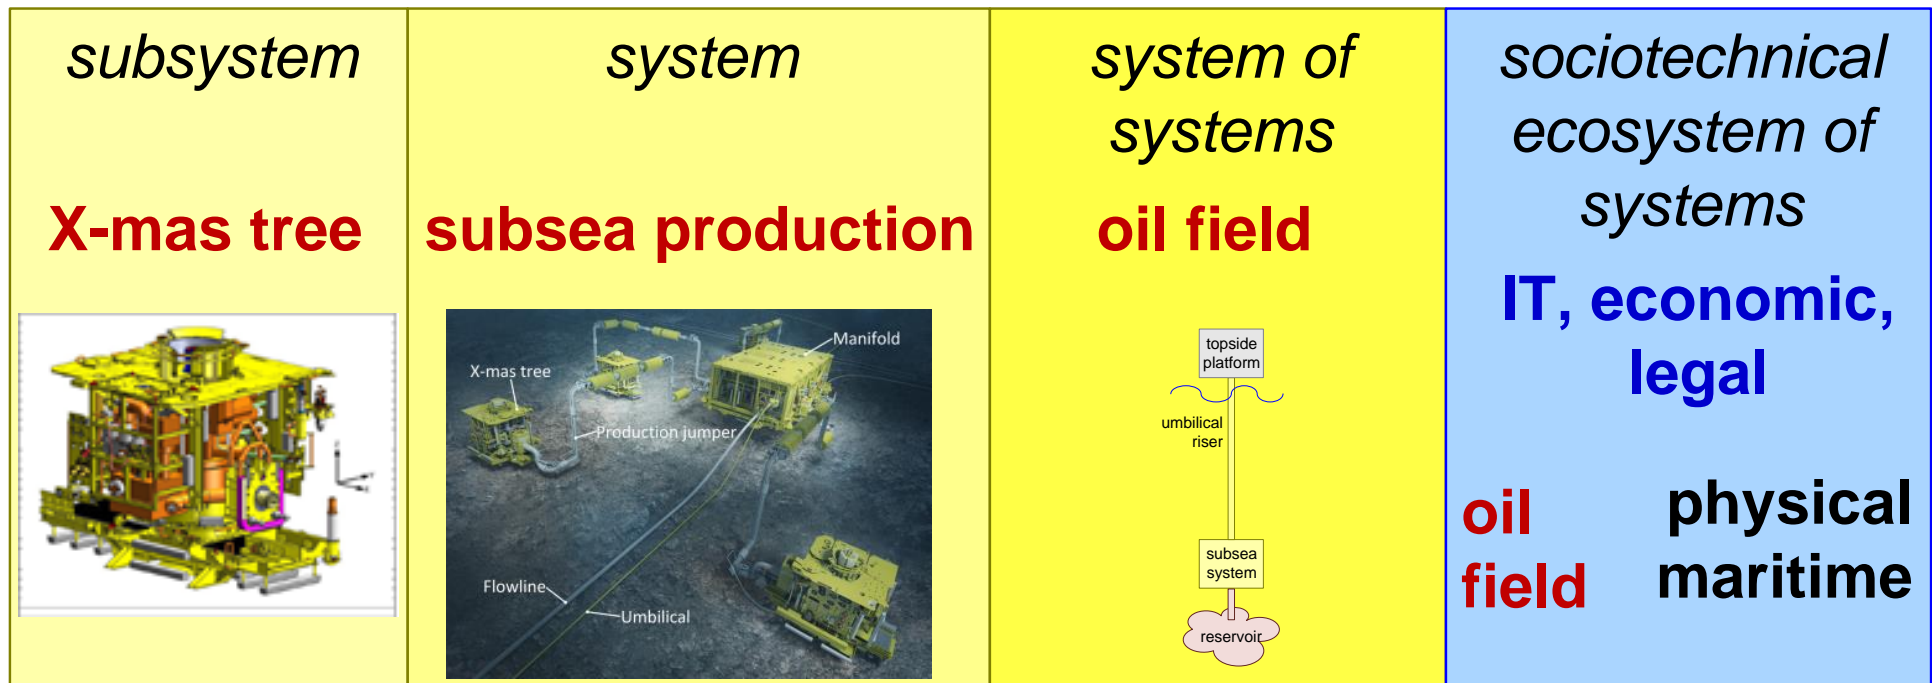 subsystem
X-mas tree
system
subsea production
X-mas tree
Manifold
Production jumper
Flowline
Umbilical
system of
systems
oil field
topside
platform
umbilical
riser
subsea
system
reservoir
sociotechnical
ecosystem of
systems
IT, economic,
legal
oil
field
physical
maritime